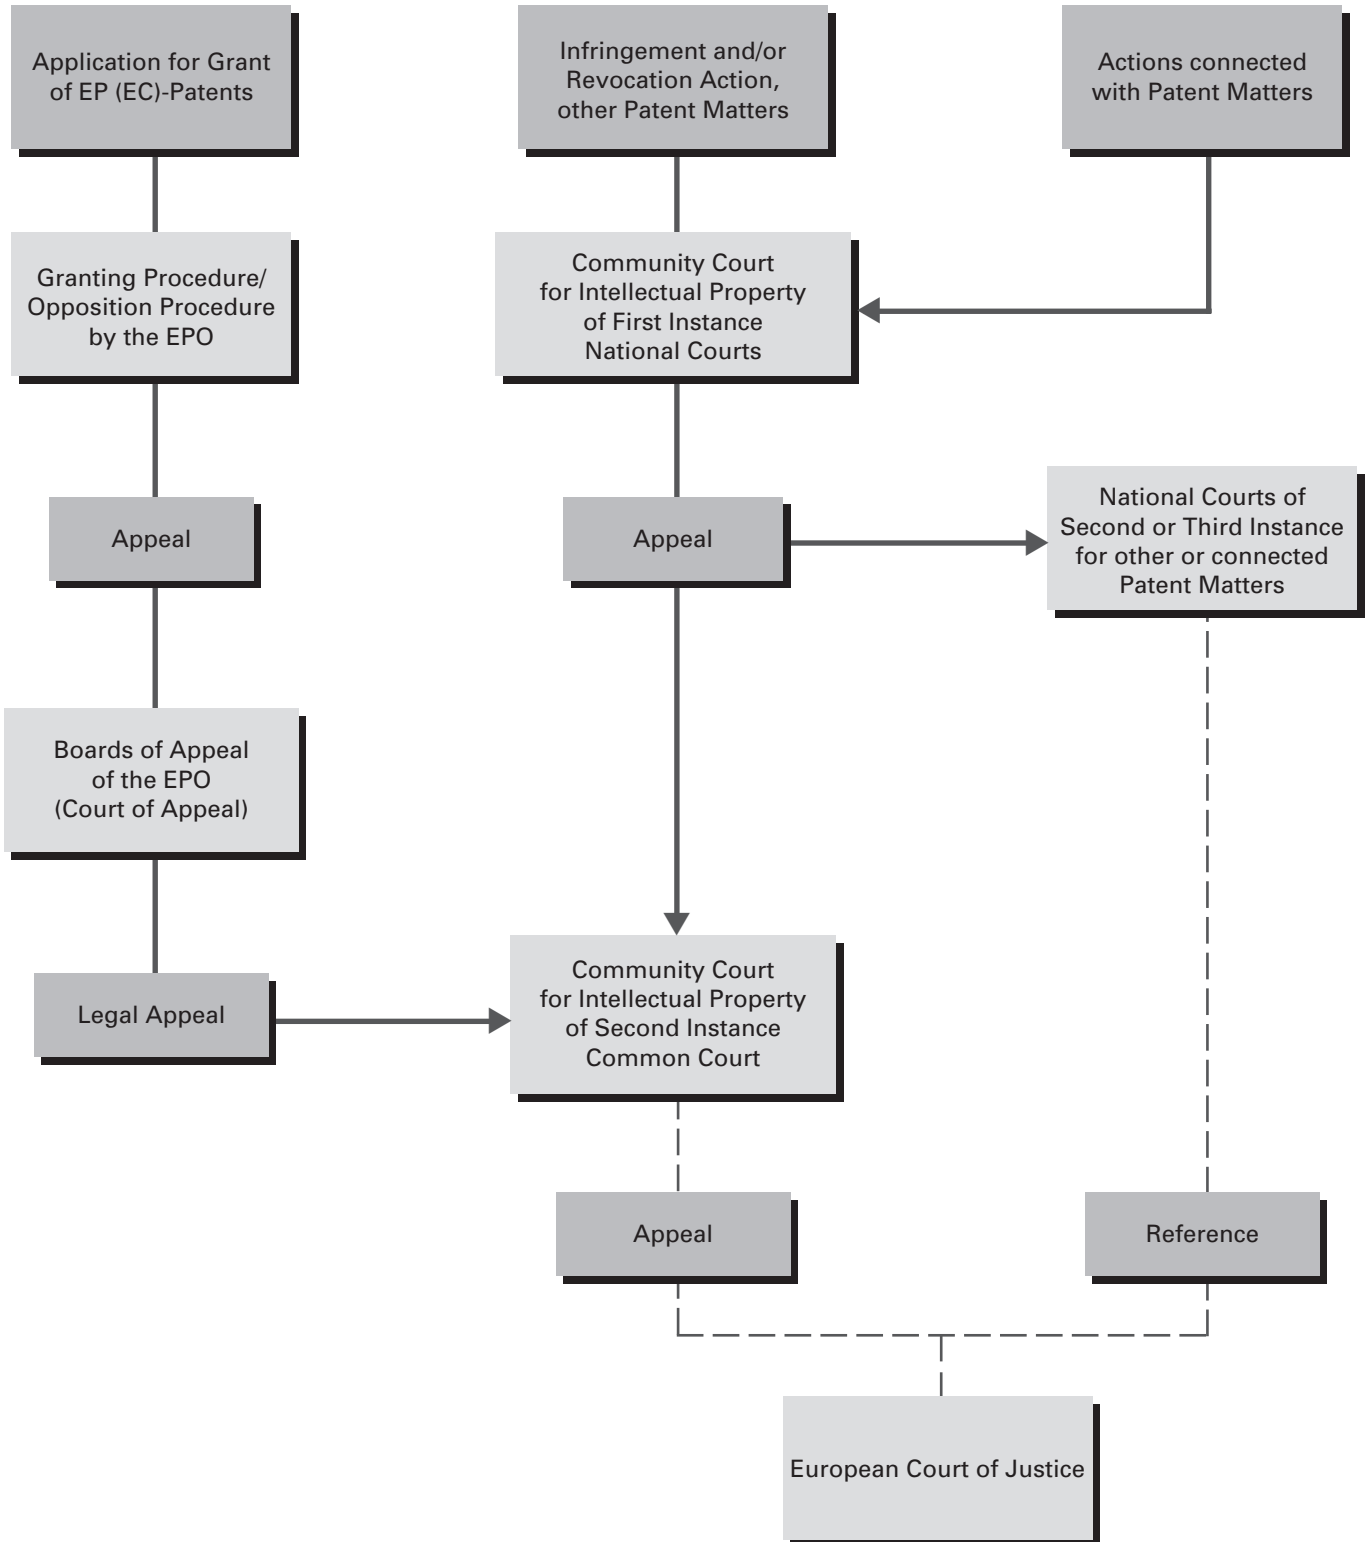 Application for Grant
of EP (EC)-Patents
Infringement and/or
Revocation Action,
other Patent Matters
Actions connected
with Patent Matters
Granting Procedure/
Opposition Procedure
by the EPO
Community Court
for Intellectual Property
of First Instance
National Courts
Appeal
Appeal
National Courts of
Second or Third Instance
for other or connected
Patent Matters
Boards of Appeal
of the EPO
(Court of Appeal)
Legal Appeal
Community Court
for Intellectual Property
of Second Instance
Common Court
Appeal
Reference
European Court of Justice